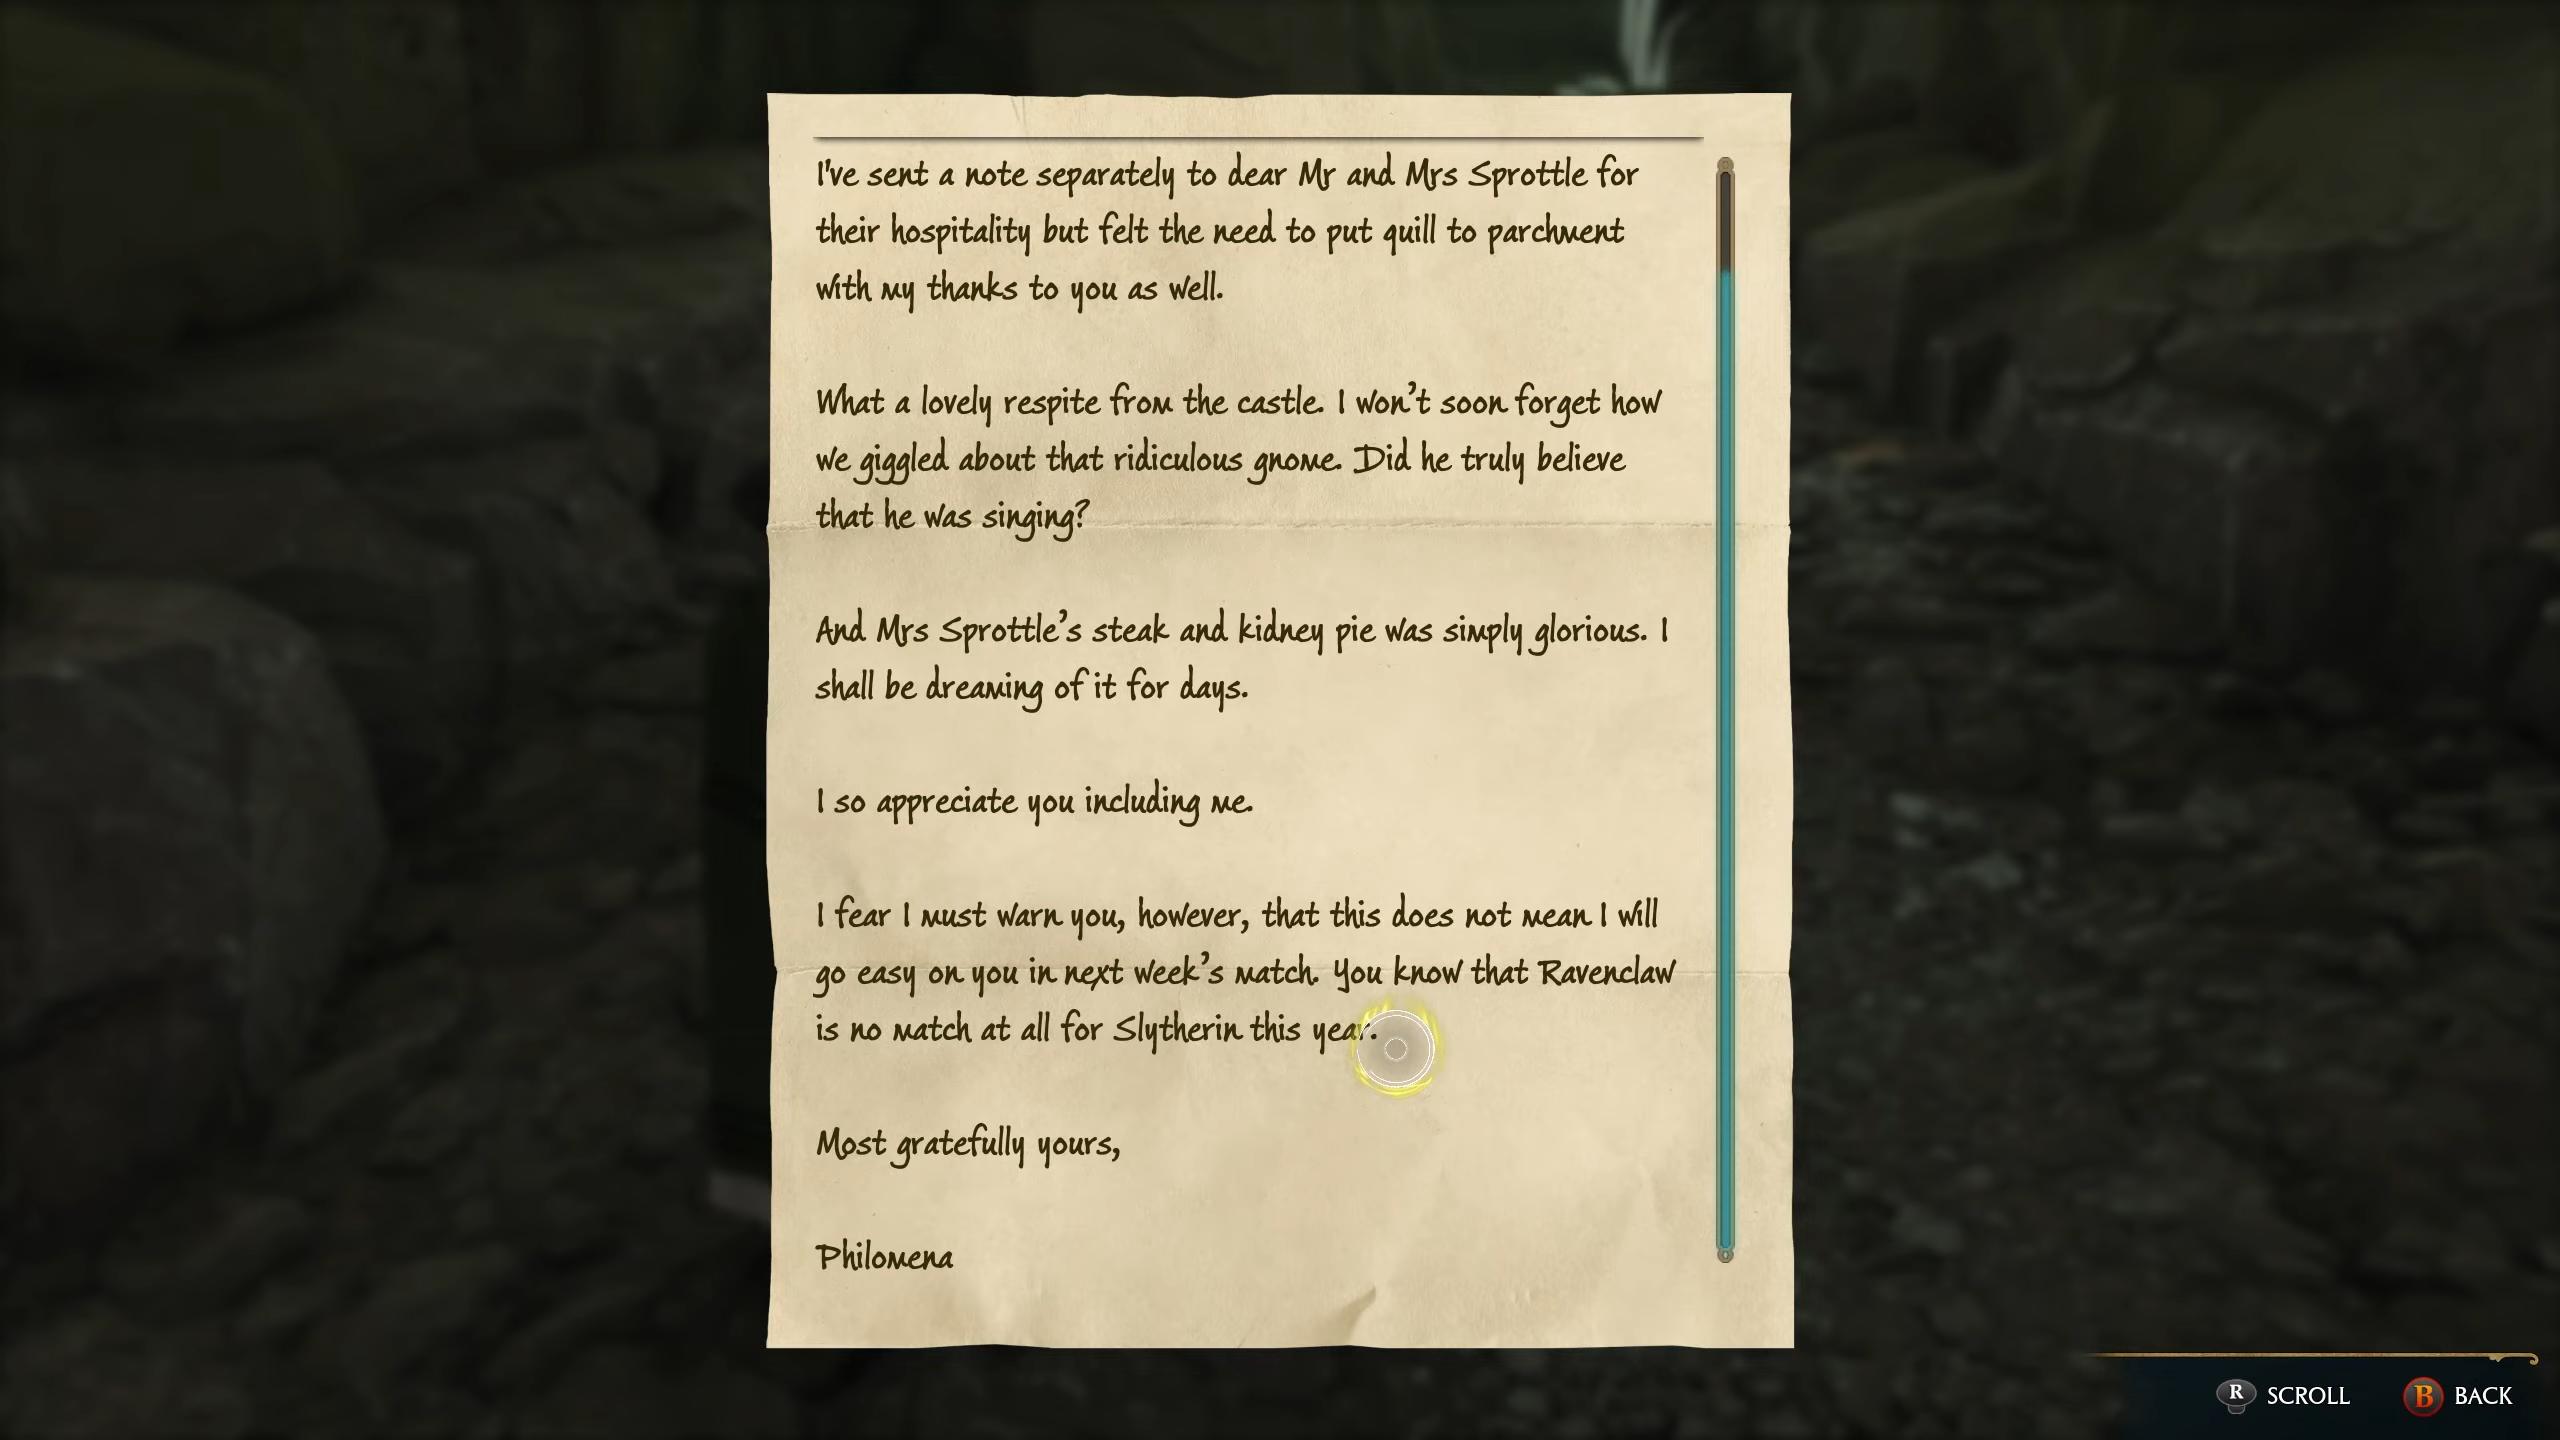 I've sent a note separately to dear Mr and Mrs Sprottle for
their hospitality but felt the need to put quill to parchment
with my thanks to you as well.
What a lovely respite from the castle. I won't soon forget how
we giggled about that ridiculous gnome. Did he truly believe
that he was singing?
And Mrs Sprottle's steak and kidney pie was simply glorious. I
shall be dreaming of it for days.
I so appreciate you including me.
I fear I must warn you, however, that this does not mean I will
go easy on you in next week's match. You know that Ravenclaw
is no match at all for Slytherin this year.
Most gratefully yours,
Philomena
R SCROLL B BACK